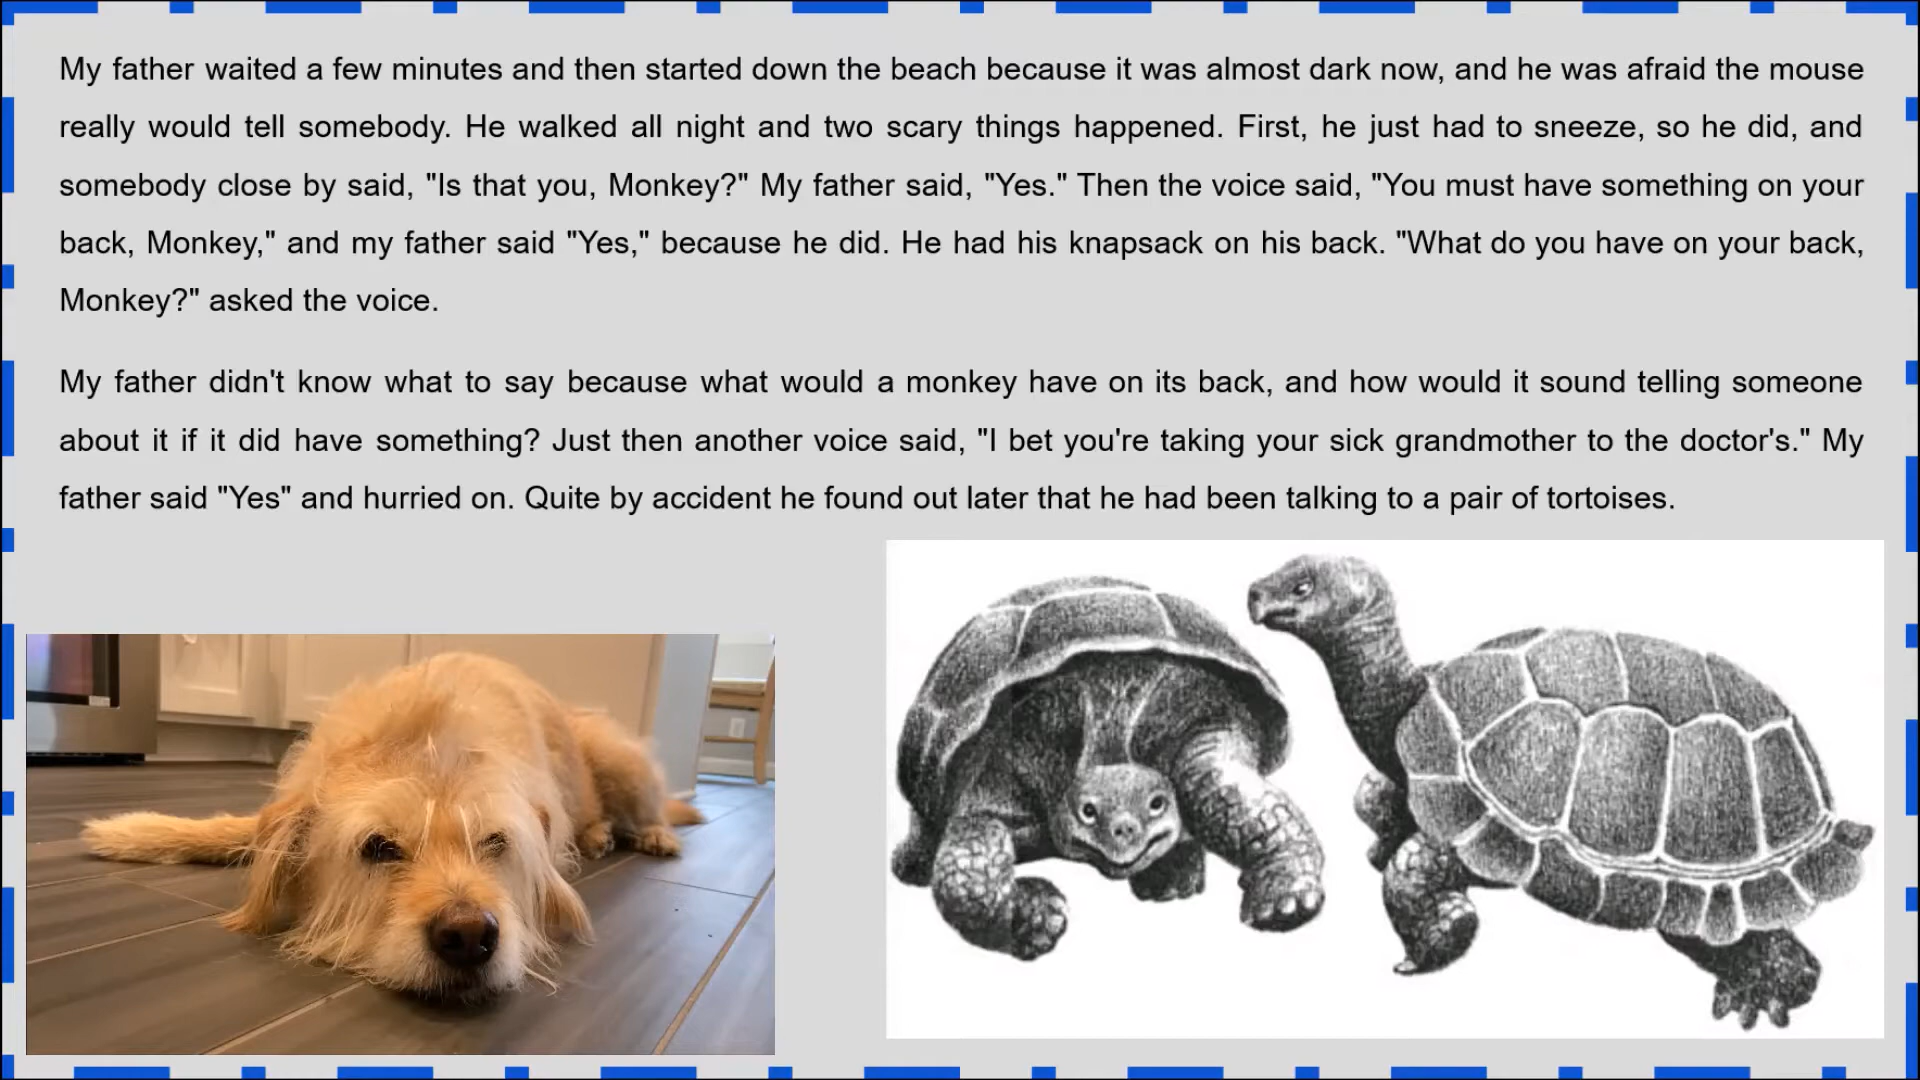 My father waited a few minutes and then started down the beach because it was almost dark now, and he was afraid the mouse
really would tell somebody. He walked all night and two scary things happened. First, he just had to sneeze, so he did, and
somebody close by said, "Is that you, Monkey?" My father said, "Yes." Then the voice said, "You must have something on your
back, Monkey," and my father said "Yes," because he did. He had his knapsack on his back. "What do you have on your back,
Monkey?" asked the voice.
My father didn't know what to say because what would a monkey have on its back, and how would it sound telling someone
about it if it did have something? Just then another voice said, "I bet you're taking your sick grandmother to the doctor's." My
father said "Yes" and hurried on. Quite by accident he found out later that he had been talking to a pair of tortoises.